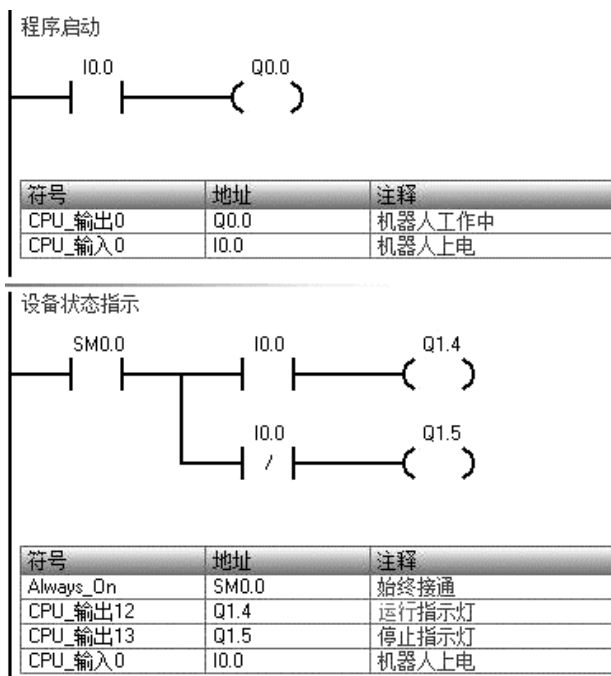 程序启动
I0.0 Q0.0
符号 地址 注释
CPU_输出0 Q0.0 机器人工作中
CPU_输入0 I0.0 机器人上电
设备状态指示
SM0.0 I0.0 Q1.4
I0.0 Q1.5
/
符号 地址 注释
Always_On SM0.0 始终接通
CPU_输出12 Q1.4 运行指示灯
CPU_输出13 Q1.5 停止指示灯
CPU_输入0 I0.0 机器人上电